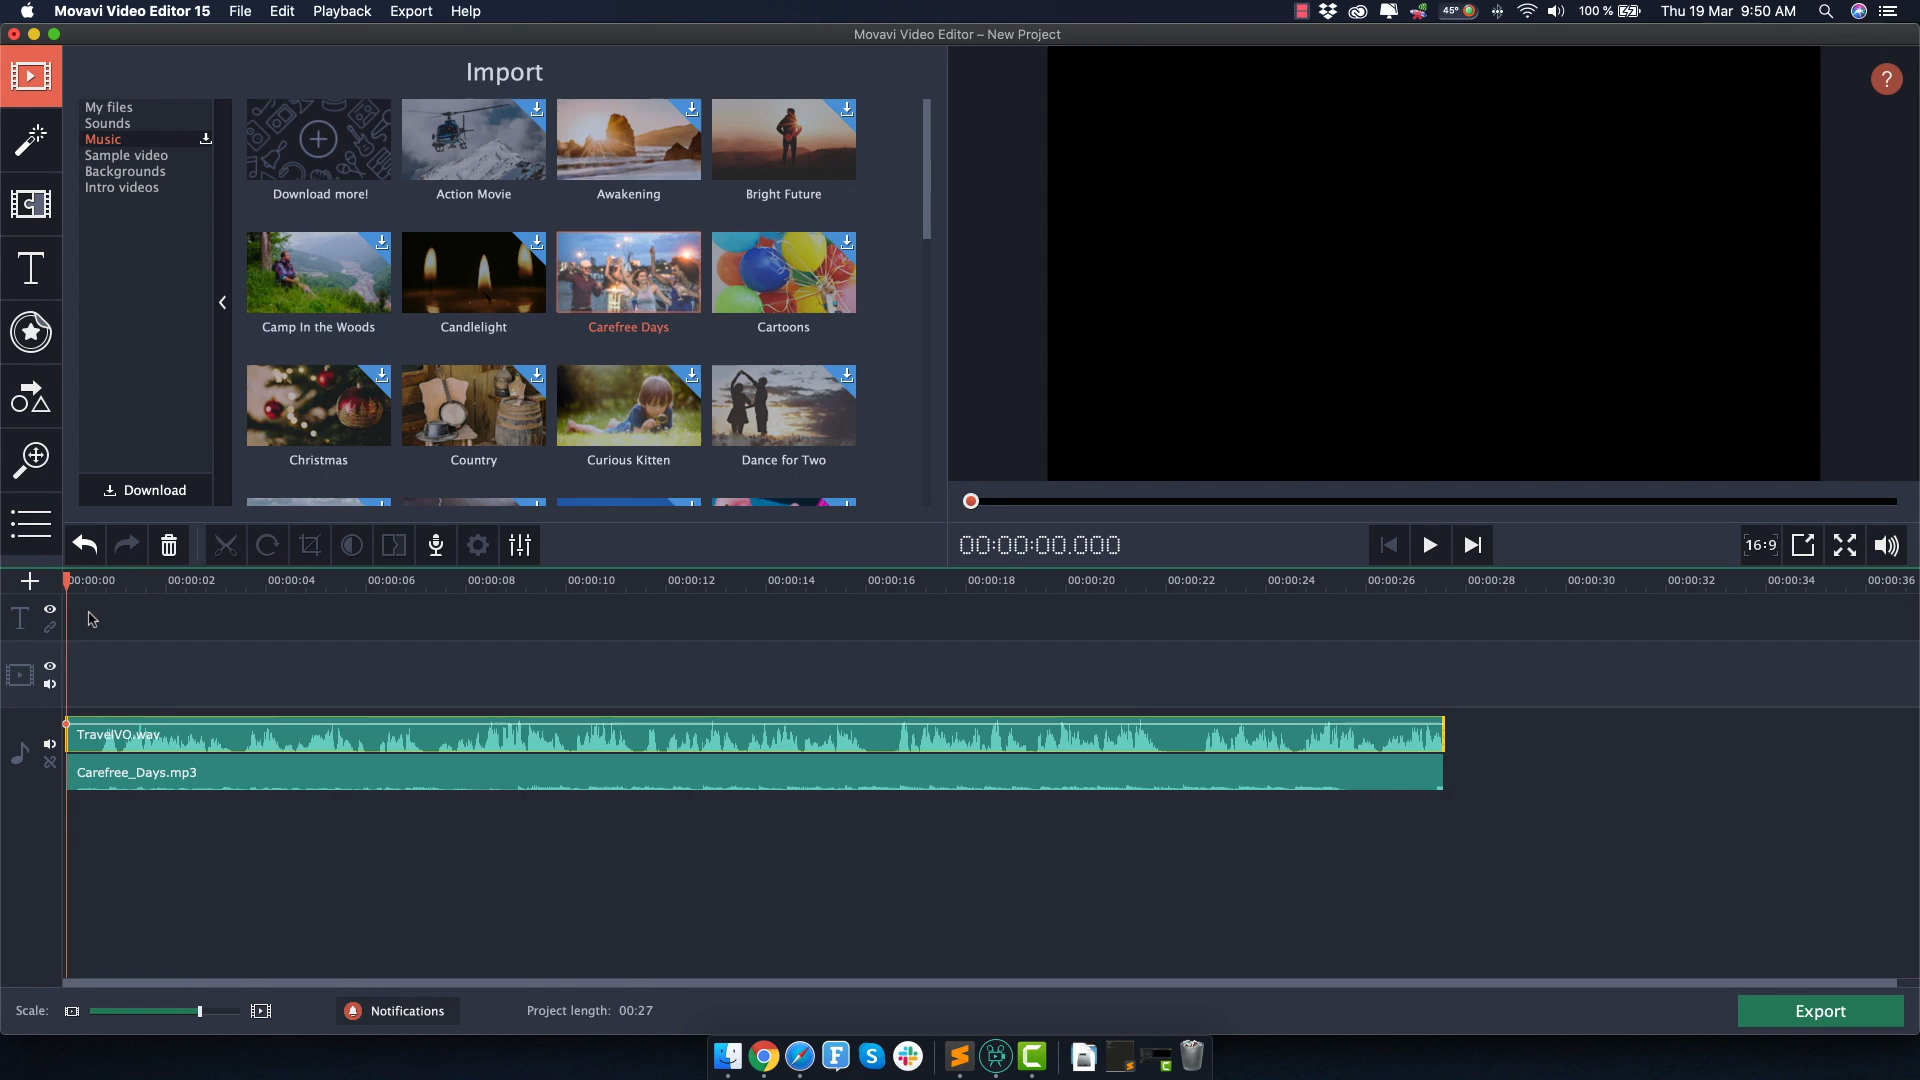 Movavi Video Editor 15 File Edit Playback Export Help
45° 100 % Thu 19 Mar 9:50 AM
Movavi Video Editor – New Project
Import
?
My files
Sounds
Music
Sample video
Backgrounds
Intro videos
Download
Download more! Action Movie Awakening Bright Future
Camp In the Woods Candlelight Carefree Days Cartoons
Christmas Country Curious Kitten Dance for Two
00:00:00.000
16:9
00:00:00 00:00:02 00:00:04 00:00:06 00:00:08 00:00:10 00:00:12 00:00:14 00:00:16 00:00:18 00:00:20 00:00:22 00:00:24 00:00:26 00:00:28 00:00:30 00:00:32 00:00:34 00:00:36
TravelVO.wav
Carefree_Days.mp3
Scale: Notifications Project length: 00:27 Export